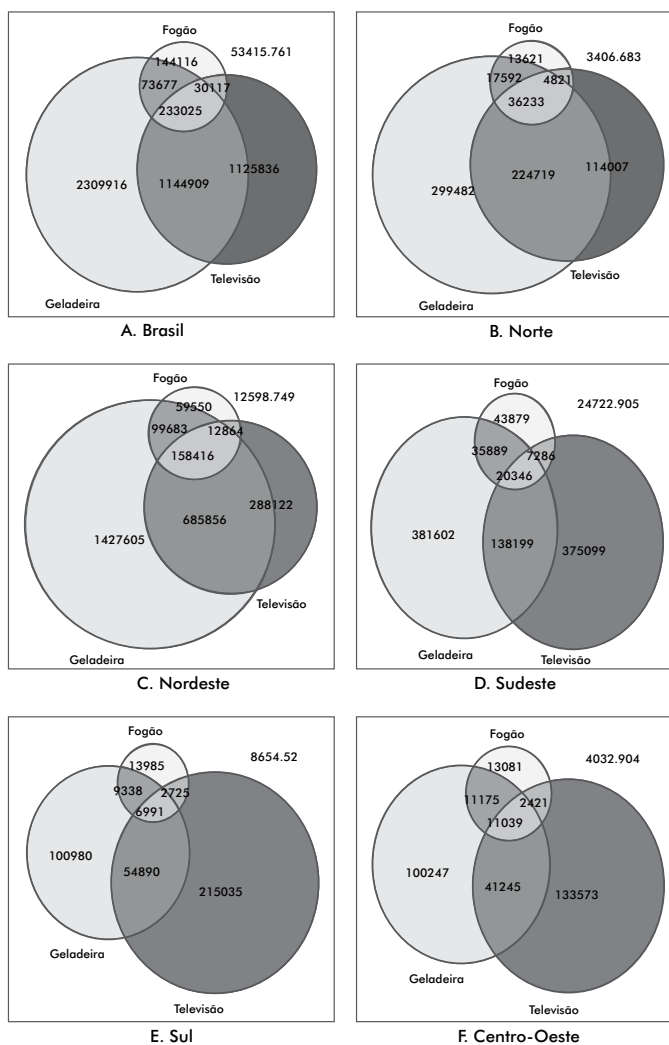 Fogão
53415.761
144116
73677
30117
233025
2309916
1144909
1125836
Televisão
Geladeira
A. Brasil
Fogão
3406.683
13621
17592
4821
36233
299482
224719
114007
Televisão
Geladeira
B. Norte
Fogão
12598.749
59550
99683
12864
158416
1427605
685856
288122
Televisão
Geladeira
C. Nordeste
Fogão
24722.905
43879
35889
7286
20346
381602
138199
375099
Geladeira
Televisão
D. Sudeste
Fogão
8654.52
13985
9338
2725
6991
100980
54890
215035
Geladeira
Televisão
E. Sul
Fogão
4032.904
13081
11175
2421
11039
100247
41245
133573
Geladeira
Televisão
F. Centro-Oeste